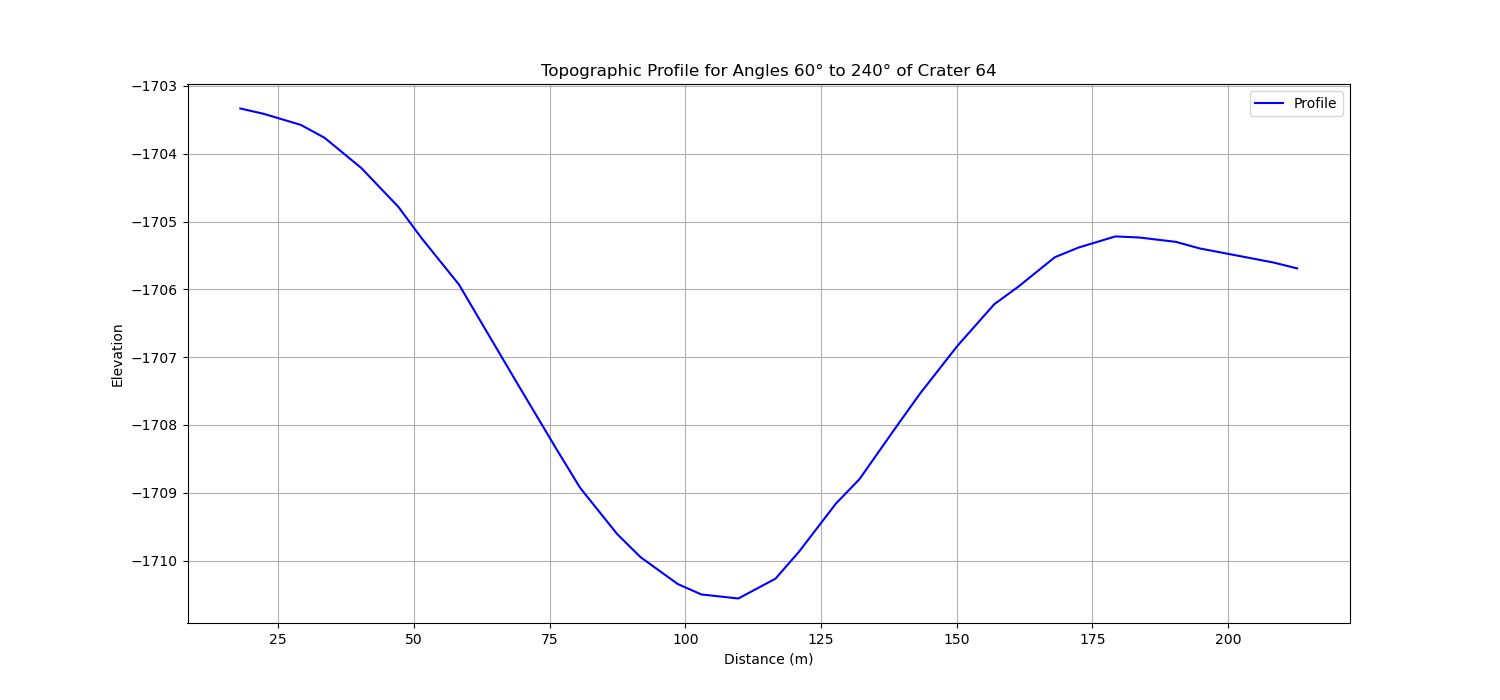 Topographic Profile for Angles 60° to 240° of Crater 64
Profile
−1703
−1704
−1705
−1706
−1707
−1708
−1709
−1710
Elevation
25 50 75 100 125 150 175 200
Distance (m)